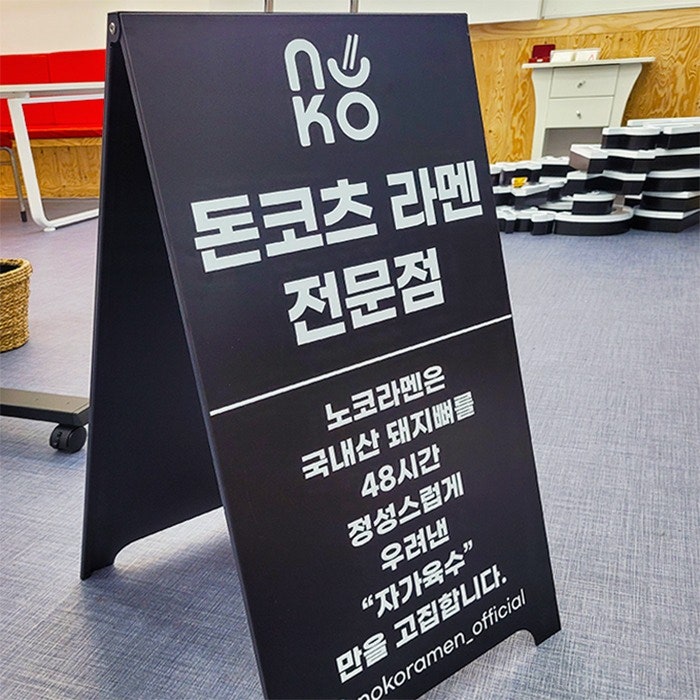 NOKO
돈코츠 라멘
전문점
노코라멘은
국내산 돼지뼈를
48시간
정성스럽게
우려낸
“자가육수”
만을 고집합니다.
nokoramen_official